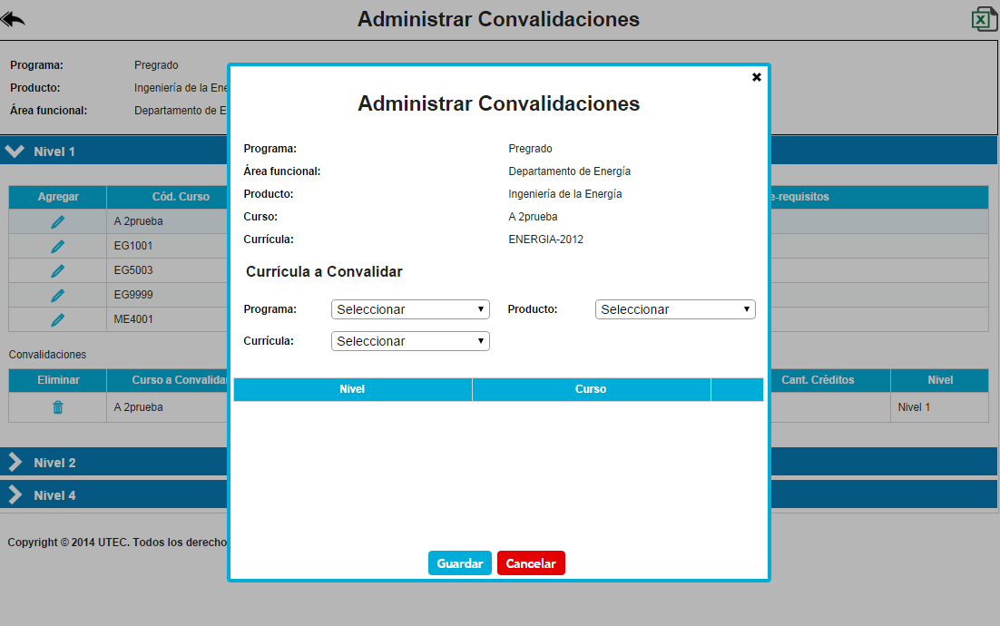 Administrar Convalidaciones
Programa: Pregrado
Producto: Ingeniería de la Ene
Área funcional: Departamento de E
Nivel 1
Agregar Cód. Curso e-requisitos
A 2prueba
EG1001
EG5003
EG9999
ME4001
Convalidaciones
Eliminar Curso a Convalidar Cant. Créditos Nivel
A 2prueba Nivel 1
Nivel 2
Nivel 4
Copyright © 2014 UTEC. Todos los derecho
Administrar Convalidaciones
Programa: Pregrado
Área funcional: Departamento de Energía
Producto: Ingeniería de la Energía
Curso: A 2prueba
Currícula: ENERGIA-2012
Currícula a Convalidar
Programa: Seleccionar Producto: Seleccionar
Currícula: Seleccionar
Nivel Curso
Guardar Cancelar